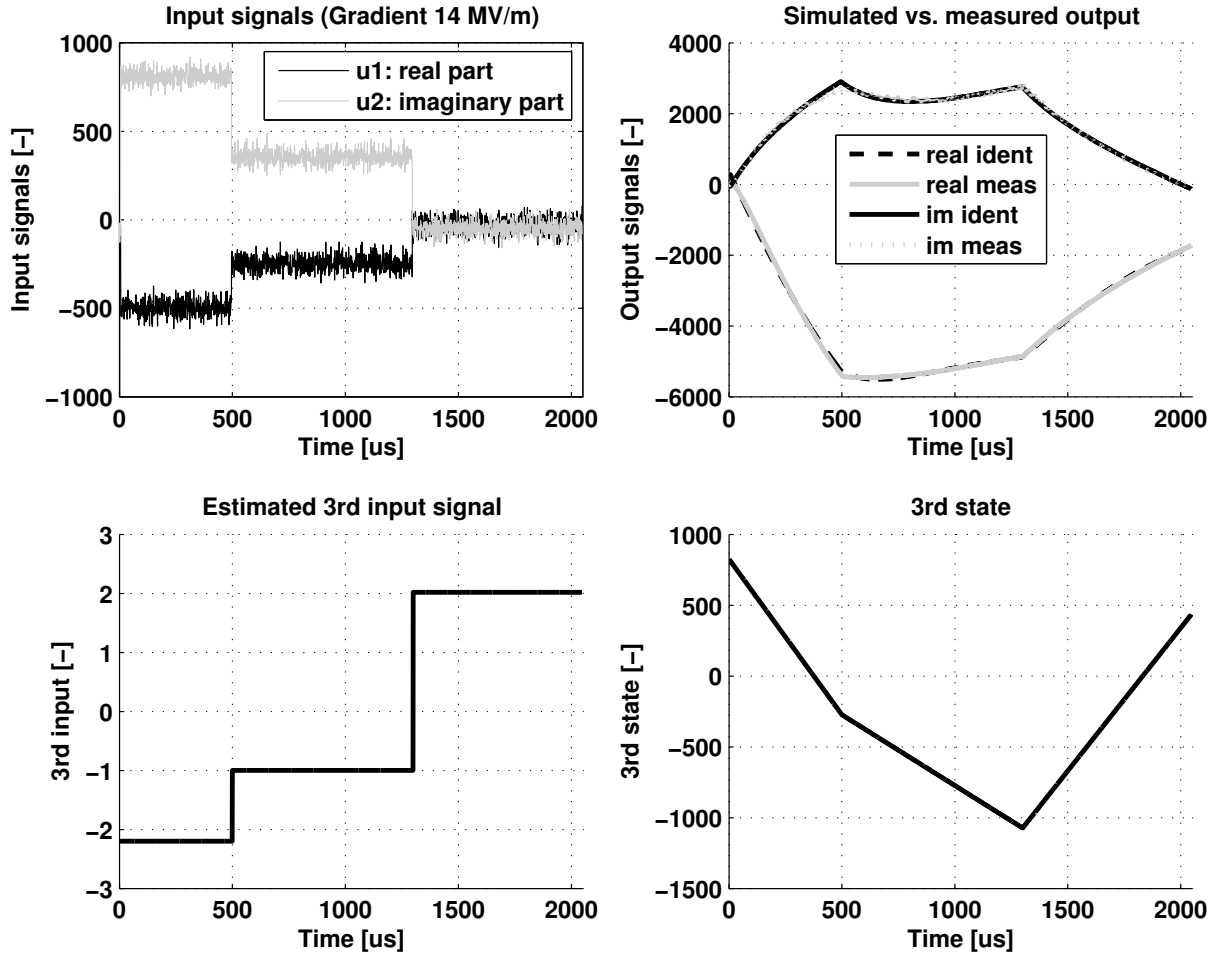 Input signals (Gradient 14 MV/m)
1000
500
0
−500
−1000
Input signals [−]
u1: real part
u2: imaginary part
0 500 1000 1500 2000
Time [us]
Simulated vs. measured output
4000
2000
0
−2000
−4000
−6000
Output signals [−]
real ident
real meas
im ident
im meas
0 500 1000 1500 2000
Time [us]
Estimated 3rd input signal
3
2
1
0
−1
−2
−3
3rd input [−]
0 500 1000 1500 2000
Time [us]
3rd state
1000
500
0
−500
−1000
−1500
3rd state [−]
0 500 1000 1500 2000
Time [us]